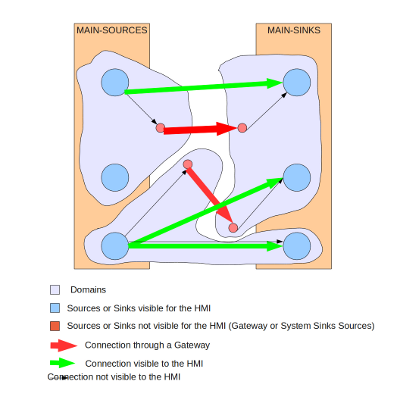 MAIN-SOURCES
MAIN-SINKS
Domains
Sources or Sinks visible for the HMI
Sources or Sinks not visible for the HMI (Gateway or System Sinks Sources)
Connection through a Gateway
Connection visible to the HMI
Connection not visible to the HMI